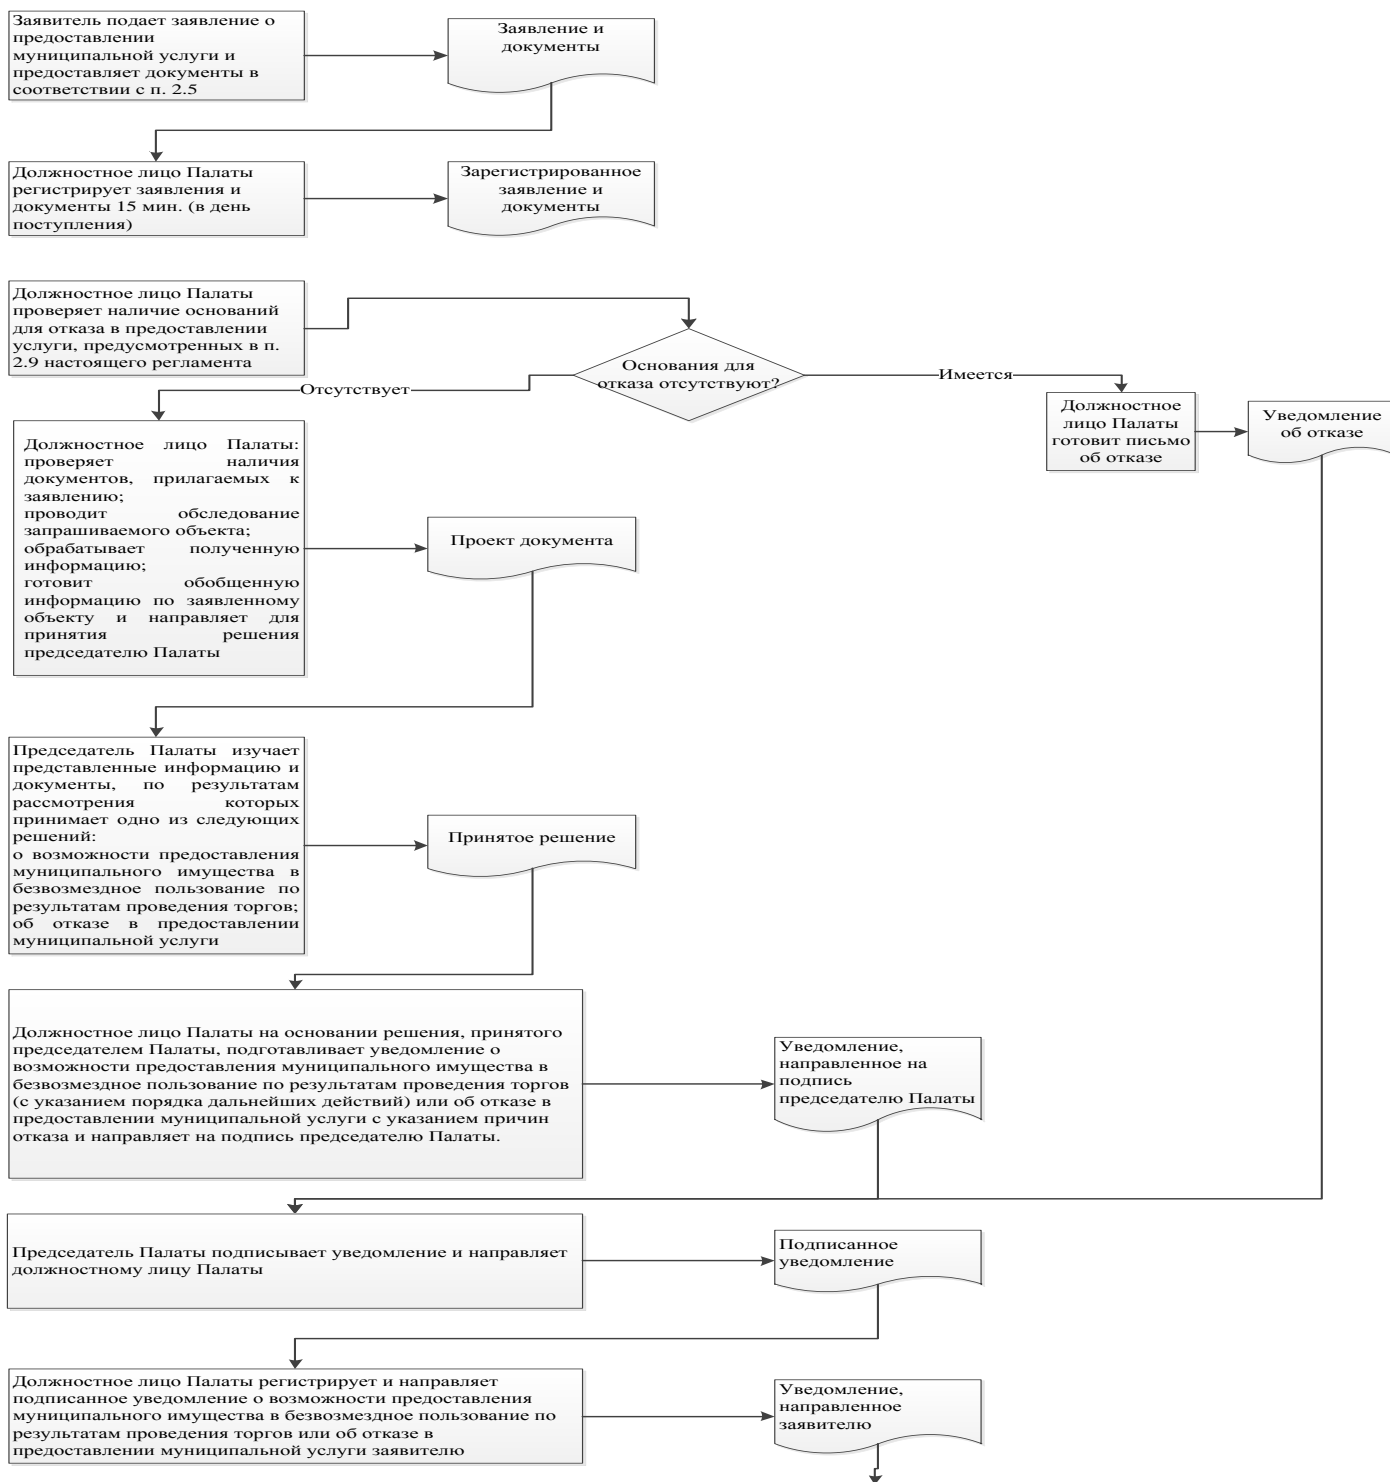 Заявитель подает заявление о
предоставлении
муниципальной услуги и
предоставляет документы в
соответствии с п. 2.5
Заявление и
документы
Должностное лицо Палаты
регистрирует заявления и
документы 15 мин. (в день
поступления)
Зарегистрированное
заявление и
документы
Должностное лицо Палаты
проверяет наличие оснований
для отказа в предоставлении
услуги, предусмотренных в п.
2.9 настоящего регламента
Основания для
отказа отсутствуют?
Отсутствует
Имеется
Должностное
лицо Палаты
готовит письмо
об отказе
Уведомление
об отказе
Должностное лицо Палаты:
проверяет наличия
документов, прилагаемых к
заявлению;
проводит обследование
запрашиваемого объекта;
обрабатывает полученную
информацию;
готовит обобщенную
информацию по заявленному
объекту и направляет для
принятия решения
председателю Палаты
Проект документа
Председатель Палаты изучает
представленные информацию и
документы, по результатам
рассмотрения которых
принимает одно из следующих
решений:
о возможности предоставления
муниципального имущества в
безвозмездное пользование по
результатам проведения торгов;
об отказе в предоставлении
муниципальной услуги
Принятое решение
Должностное лицо Палаты на основании решения, принятого
председателем Палаты, подготавливает уведомление о
возможности предоставления муниципального имущества в
безвозмездное пользование по результатам проведения торгов
(с указанием порядка дальнейших действий) или об отказе в
предоставлении муниципальной услуги с указанием причин
отказа и направляет на подпись председателю Палаты.
Уведомление,
направленное на
подпись
председателю Палаты
Председатель Палаты подписывает уведомление и направляет
должностному лицу Палаты
Подписанное
уведомление
Должностное лицо Палаты регистрирует и направляет
подписанное уведомление о возможности предоставления
муниципального имущества в безвозмездное пользование по
результатам проведения торгов или об отказе в
предоставлении муниципальной услуги заявителю
Уведомление,
направленное
заявителю